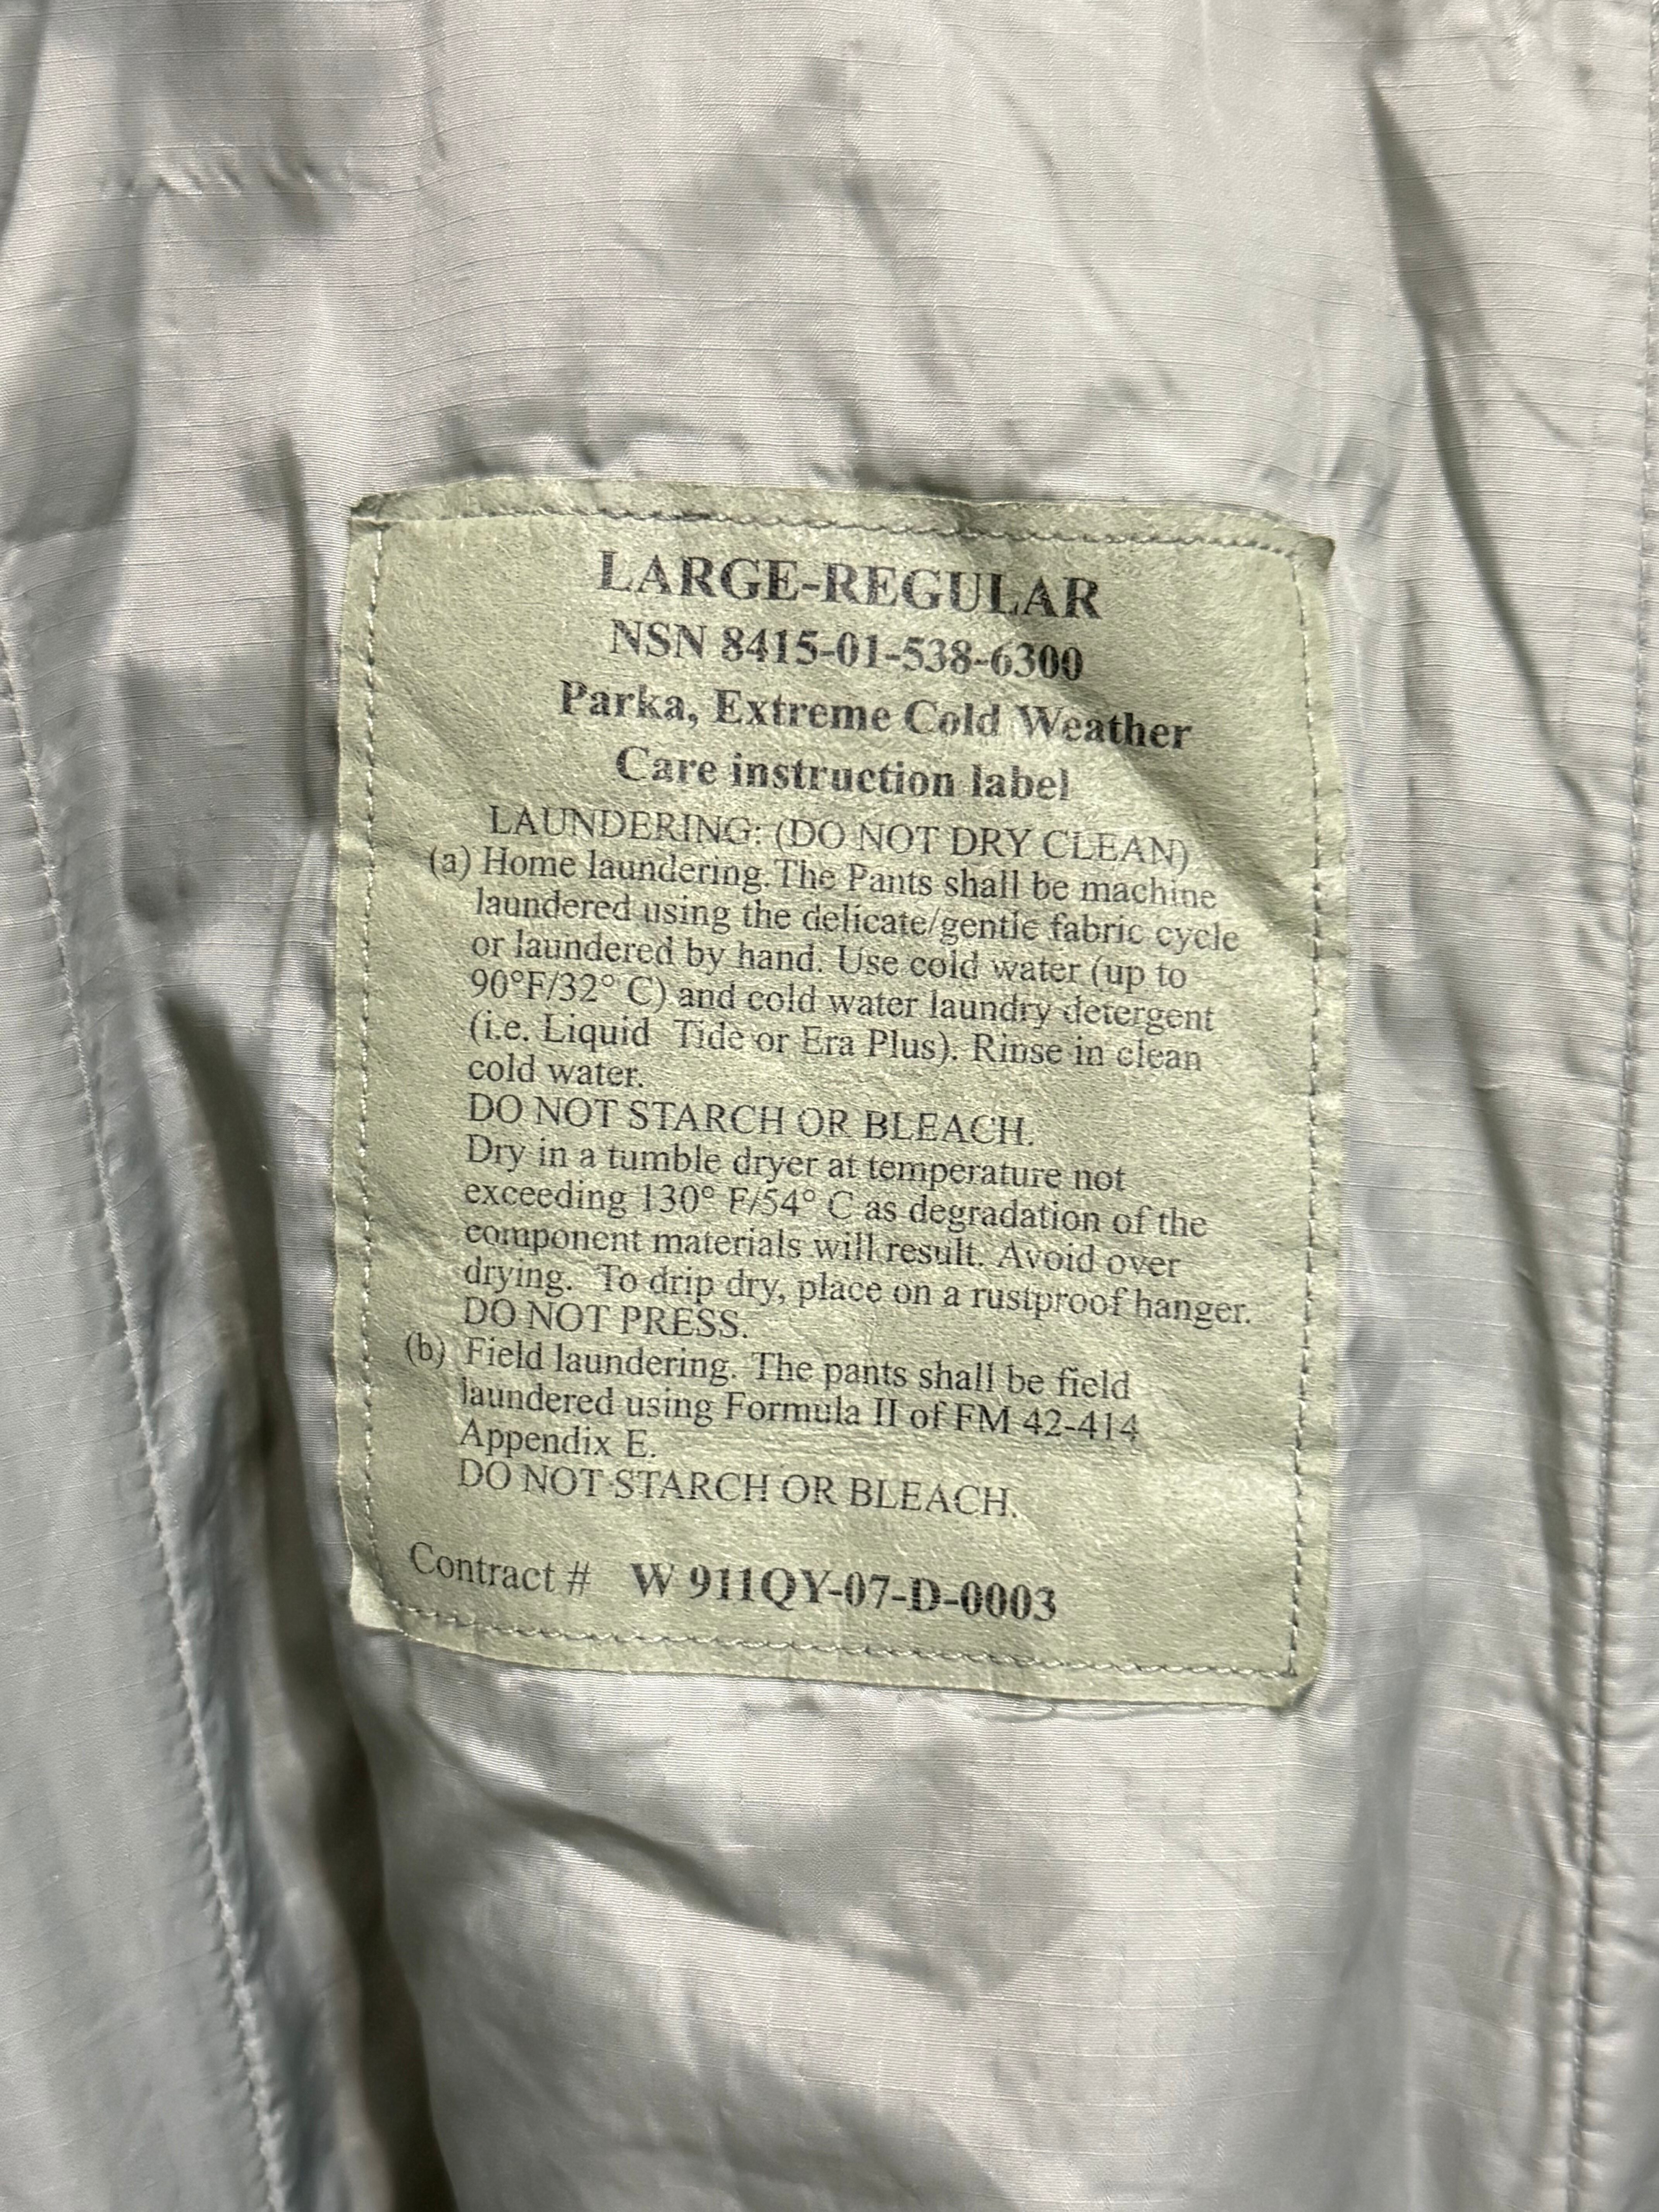 LARGE-REGULAR
NSN 8415-01-538-6300
Parka, Extreme Cold Weather
Care instruction label
LAUNDERING: (DO NOT DRY CLEAN)
(a) Home laundering. The Pants shall be machine
laundered using the delicate/gentle fabric cycle
or laundered by hand. Use cold water (up to
90°F/32° C) and cold water laundry detergent
(i.e. Liquid Tide or Era Plus). Rinse in clean
cold water.
DO NOT STARCH OR BLEACH.
Dry in a tumble dryer at temperature not
exceeding 130° F/54° C as degradation of the
component materials will result. Avoid over
drying. To drip dry, place on a rustproof hanger.
DO NOT PRESS.
(b) Field laundering. The pants shall be field
laundered using Formula II of FM 42-414
Appendix E.
DO NOT STARCH OR BLEACH.
Contract # W 911QY-07-D-0003